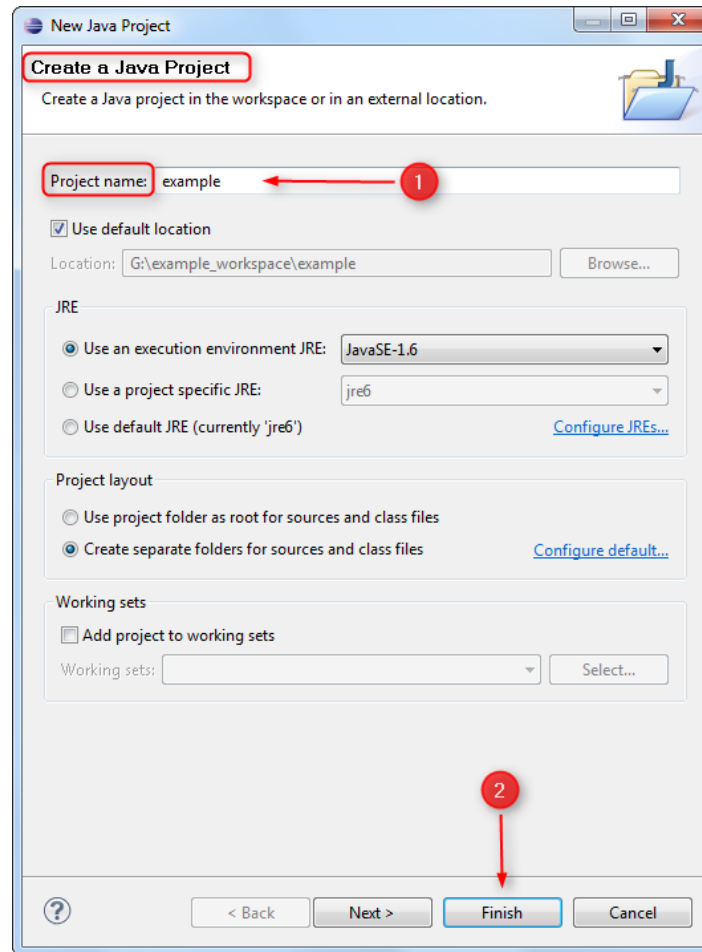 New Java Project
Create a Java Project
Create a Java project in the workspace or in an external location.
Project name: example 1
Use default location
Location: G:\example_workspace\example Browse...
JRE
Use an execution environment JRE: JavaSE-1.6
Use a project specific JRE: jre6
Use default JRE (currently 'jre6') Configure JREs...
Project layout
Use project folder as root for sources and class files
Create separate folders for sources and class files Configure default...
Working sets
Add project to working sets
Working sets: Select...
2
? < Back Next > Finish Cancel